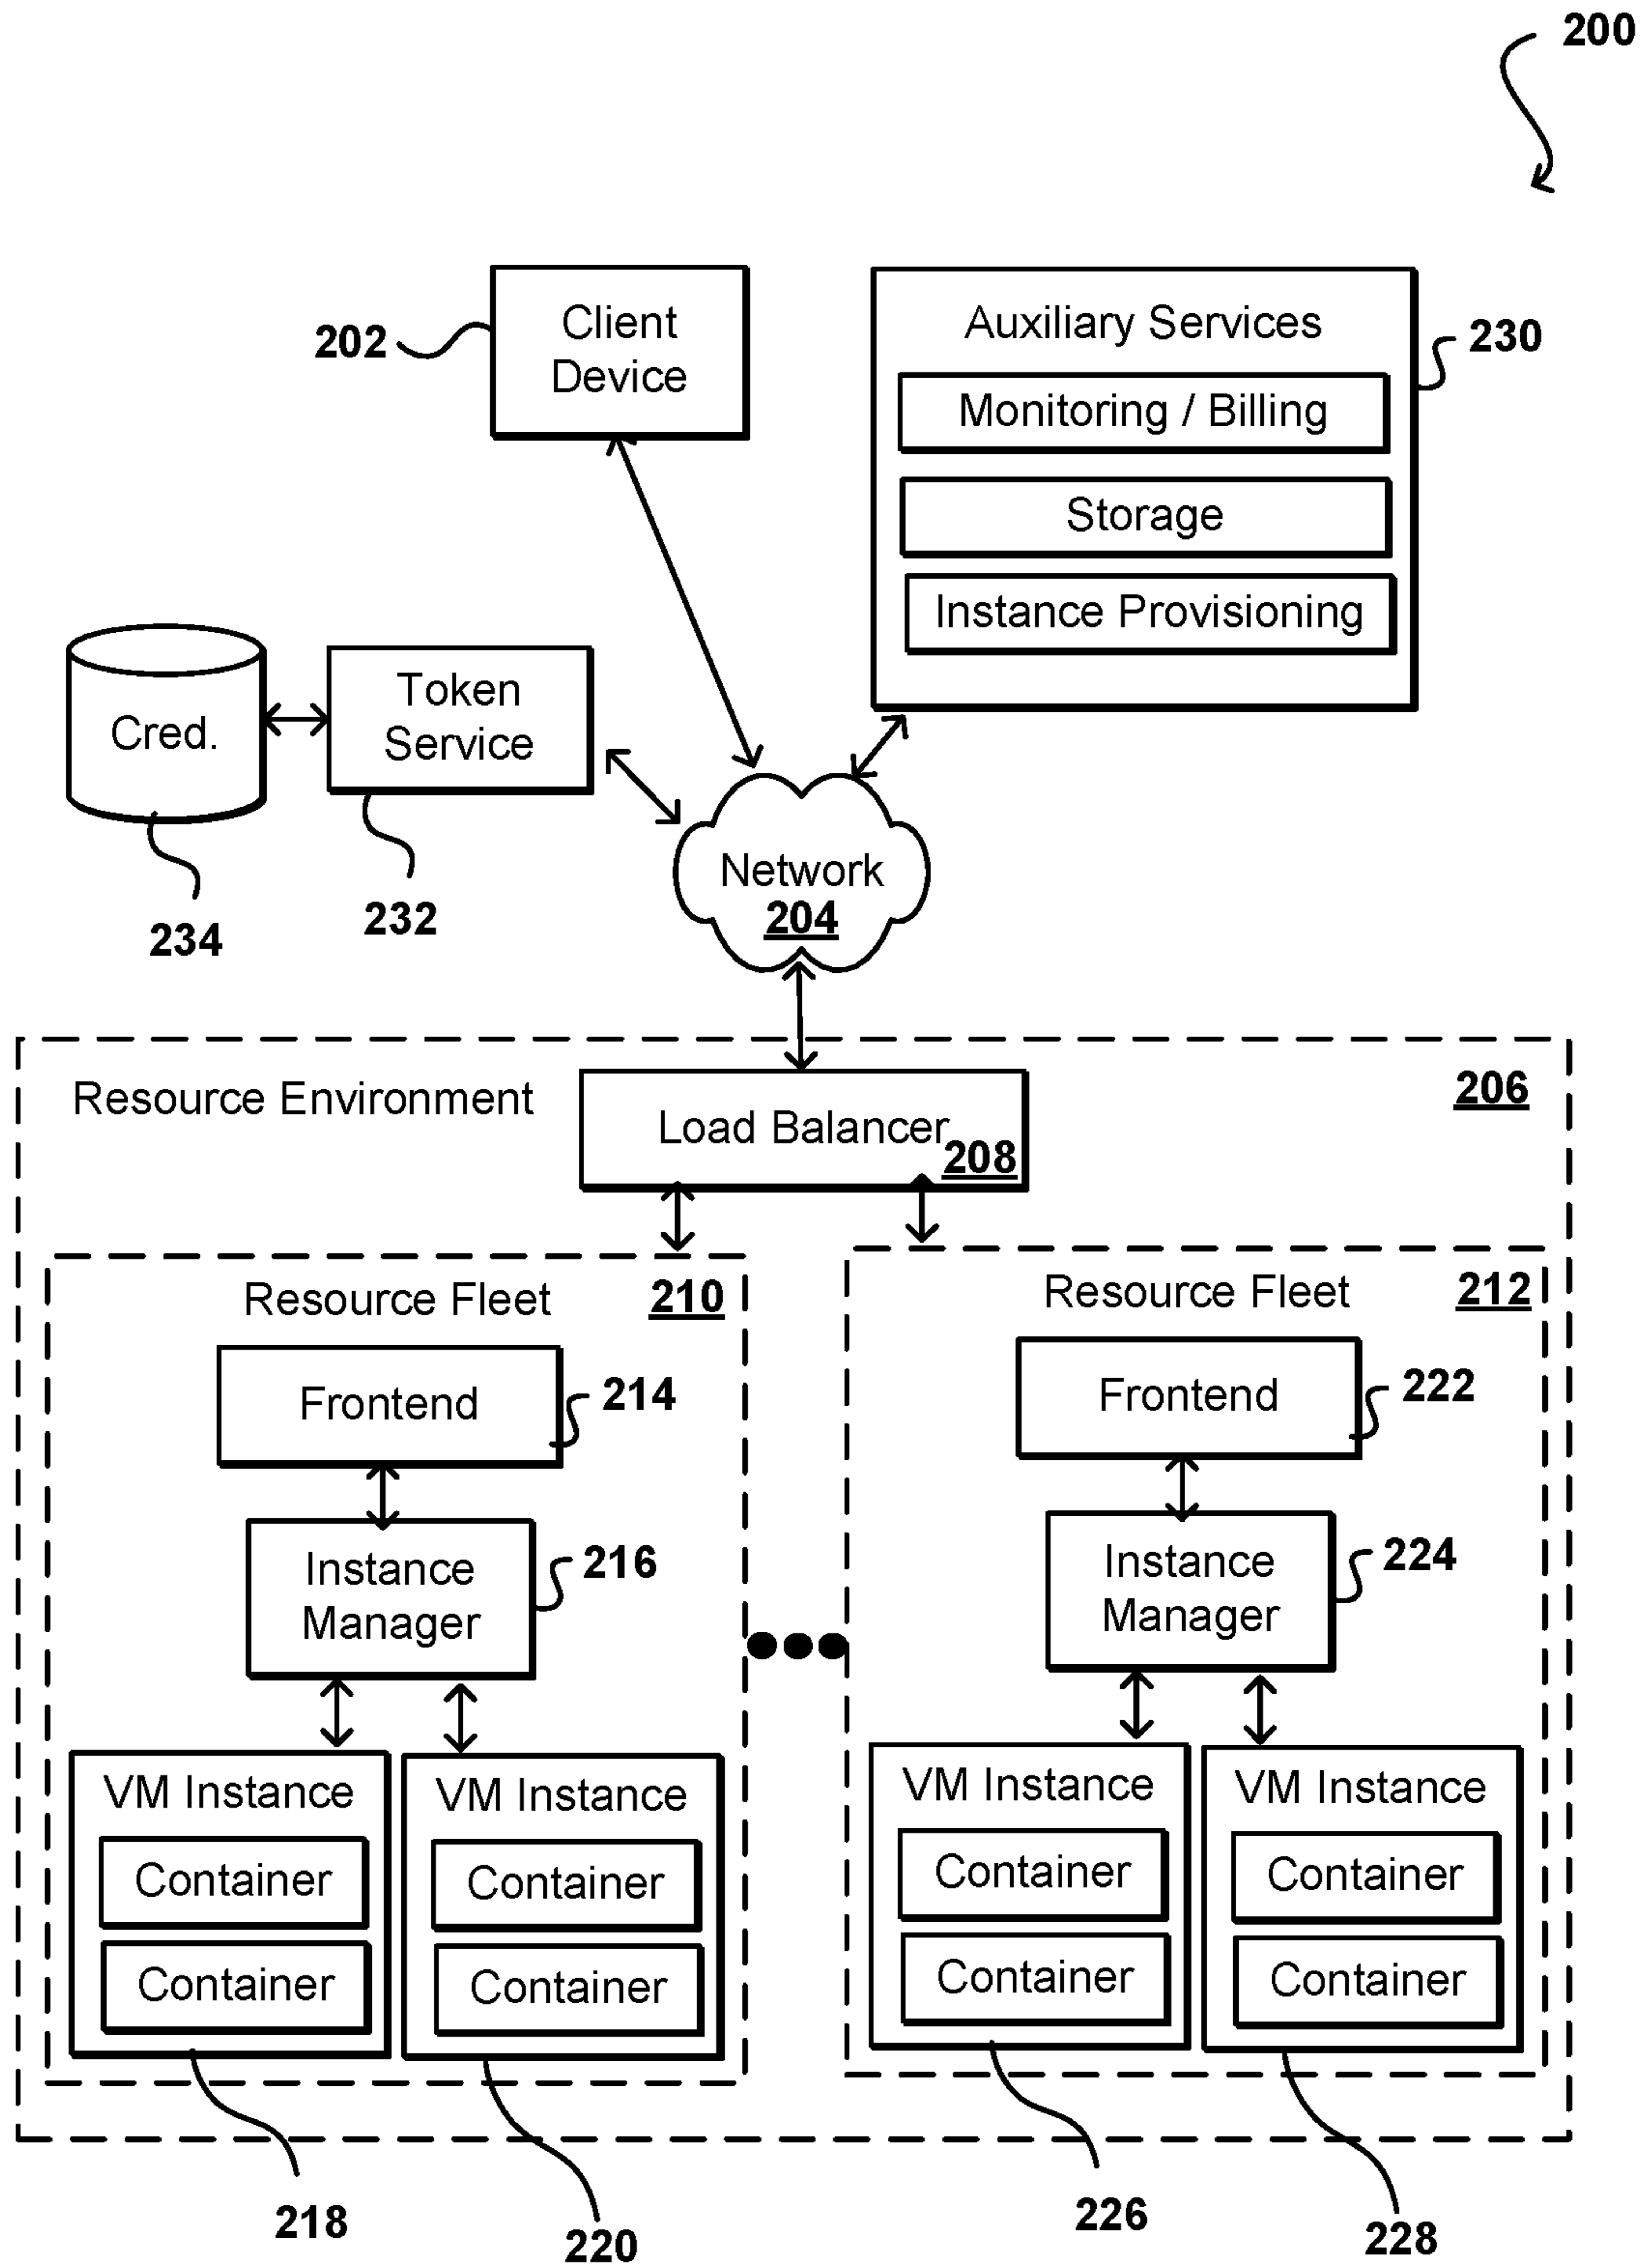 200
Client
Device
202
Auxiliary Services
230
Monitoring / Billing
Storage
Instance Provisioning
Cred.
234
Token
Service
232
Network
204
Resource Environment
206
Load Balancer
208
Resource Fleet
210
Frontend
214
Instance
Manager
216
VM Instance
Container
Container
218
VM Instance
Container
Container
220
Resource Fleet
212
Frontend
222
Instance
Manager
224
VM Instance
Container
Container
226
VM Instance
Container
Container
228